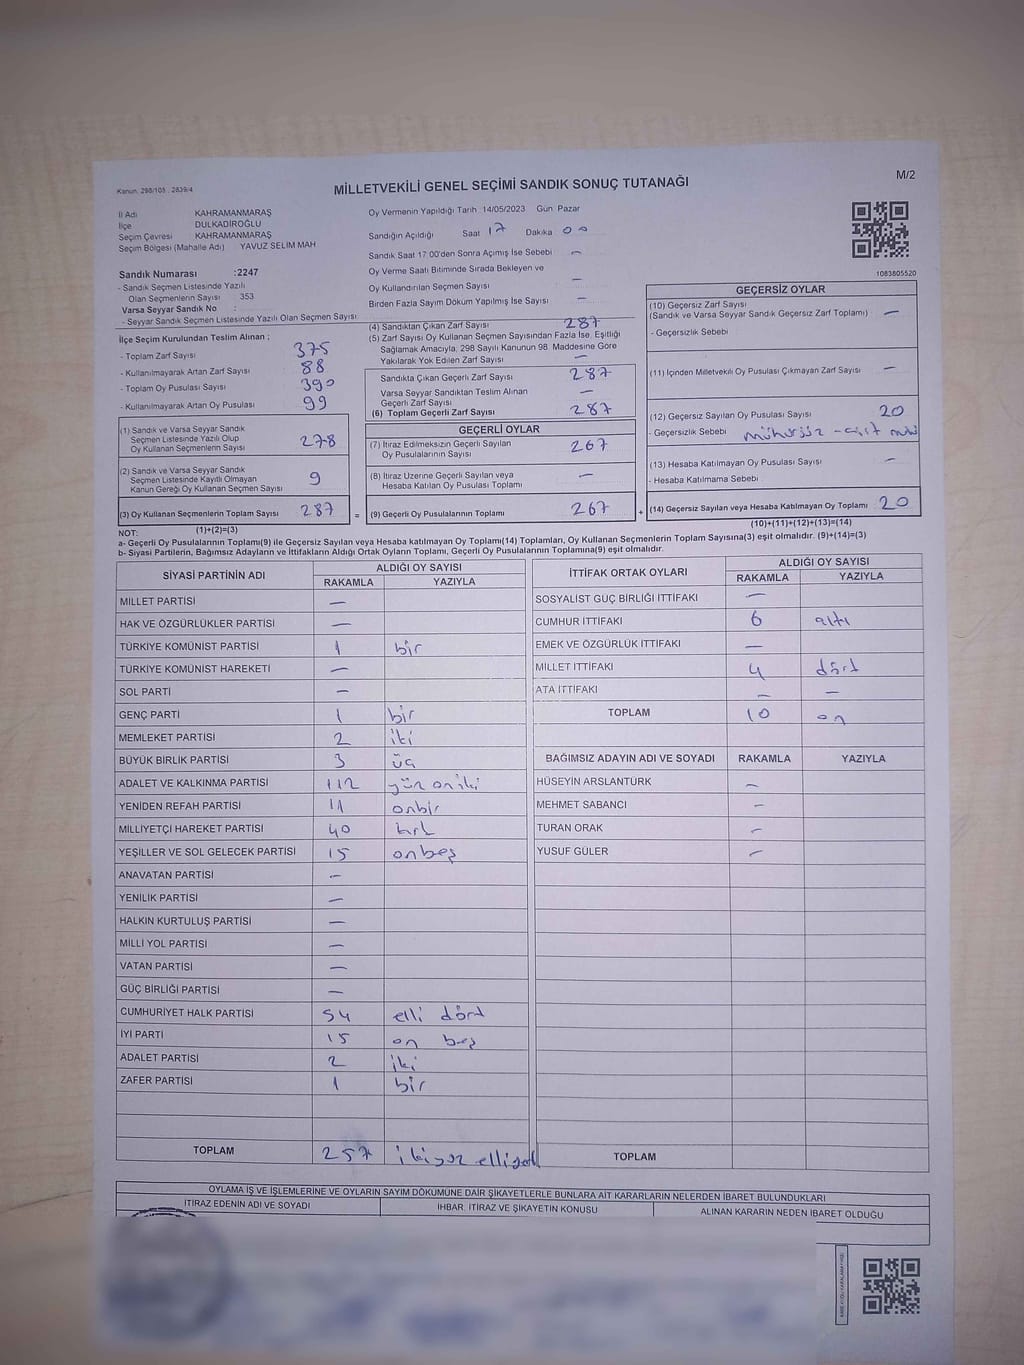 Kanun: 298/105 , 2839/4
MİLLETVEKİLİ GENEL SEÇİMİ SANDIK SONUÇ TUTANAĞI
M/2
İl Adı KAHRAMANMARAŞ
İlçe DULKADİROĞLU
Seçim Çevresi KAHRAMANMARAŞ
Seçim Bölgesi (Mahalle Adı) YAVUZ SELİM MAH
Oy Vermenin Yapıldığı Tarih 14/05/2023 Gün Pazar
Sandığın Açıldığı Saat 17 Dakika 00
Sandık Saat 17:00'den Sonra Açımış İse Sebebi –
Oy Verme Saati Bitiminde Sırada Bekleyen ve
Oy Kullandırılan Seçmen Sayısı –
Birden Fazla Sayım Döküm Yapılmış İse Sayısı –
1083805520
Sandık Numarası :2247
- Sandık Seçmen Listesinde Yazılı
Olan Seçmenlerin Sayısı : 353
Varsa Seyyar Sandık No :
- Seyyar Sandık Seçmen Listesinde Yazılı Olan Seçmen Sayısı:
İlçe Seçim Kurulundan Teslim Alınan ;
- Toplam Zarf Sayısı 375
- Kullanılmayarak Artan Zarf Sayısı 88
- Toplam Oy Pusulası Sayısı 390
- Kullanılmayarak Artan Oy Pusulası 99
(1) Sandık ve Varsa Seyyar Sandık
Seçmen Listesinde Yazılı Olup
Oy Kullanan Seçmenlerin Sayısı 278
(2) Sandık ve Varsa Seyyar Sandık
Seçmen Listesinde Kayıtlı Olmayan
Kanun Gereği Oy Kullanan Seçmen Sayısı 9
(3) Oy Kullanan Seçmenlerin Toplam Sayısı 287
(1)+(2)=(3)
(4) Sandıktan Çıkan Zarf Sayısı 287
(5) Zarf Sayısı Oy Kullanan Seçmen Sayısından Fazla İse, Eşitliği
Sağlamak Amacıyla, 298 Sayılı Kanunun 98. Maddesine Göre
Yakılarak Yok Edilen Zarf Sayısı –
Sandıkta Çıkan Geçerli Zarf Sayısı 287
Varsa Seyyar Sandıktan Teslim Alınan
Geçerli Zarf Sayısı –
(6) Toplam Geçerli Zarf Sayısı 287
GEÇERLİ OYLAR
(7) İtiraz Edilmeksizin Geçerli Sayılan
Oy Pusulalarının Sayısı 267
(8) İtiraz Üzerine Geçerli Sayılan veya
Hesaba Katılan Oy Pusulası Toplamı –
= (9) Geçerli Oy Pusulalarının Toplamı 267 +
GEÇERSİZ OYLAR
(10) Geçersiz Zarf Sayısı
(Sandık ve Varsa Seyyar Sandık Geçersiz Zarf Toplamı) –
- Geçersizlik Sebebi
(11) İçinden Milletvekili Oy Pusulası Çıkmayan Zarf Sayısı –
(12) Geçersiz Sayılan Oy Pusulası Sayısı 20
- Geçersizlik Sebebi mühürsüz - çift
(13) Hesaba Katılmayan Oy Pusulası Sayısı –
- Hesaba Katılmama Sebebi
(14) Geçersiz Sayılan veya Hesaba Katılmayan Oy Toplamı 20
(10)+(11)+(12)+(13)=(14)
NOT:
a- Geçerli Oy Pusulalarının Toplamı(9) ile Geçersiz Sayılan veya Hesaba katılmayan Oy Toplamı(14) Toplamları, Oy Kullanan Seçmenlerin Toplam Sayısına(3) eşit olmalıdır. (9)+(14)=(3)
b- Siyasi Partilerin, Bağımsız Adayların ve İttifakların Aldığı Ortak Oyların Toplamı, Geçerli Oy Pusulalarının Toplamına(9) eşit olmalıdır.
SİYASİ PARTİNİN ADI ALDIĞI OY SAYISI
RAKAMLA YAZIYLA
MİLLET PARTİSİ –
HAK VE ÖZGÜRLÜKLER PARTİSİ –
TÜRKİYE KOMÜNİST PARTİSİ 1 bir
TÜRKİYE KOMÜNİST HAREKETİ –
SOL PARTİ –
GENÇ PARTİ 1 bir
MEMLEKET PARTİSİ 2 iki
BÜYÜK BİRLİK PARTİSİ 3 üç
ADALET VE KALKINMA PARTİSİ 112 yüz oniki
YENİDEN REFAH PARTİSİ 11 onbir
MİLLİYETÇİ HAREKET PARTİSİ 40 kırk
YEŞİLLER VE SOL GELECEK PARTİSİ 15 onbeş
ANAVATAN PARTİSİ –
YENİLİK PARTİSİ –
HALKIN KURTULUŞ PARTİSİ –
MİLLİ YOL PARTİSİ –
VATAN PARTİSİ –
GÜÇ BİRLİĞİ PARTİSİ –
CUMHURİYET HALK PARTİSİ 54 elli dört
İYİ PARTİ 15 on beş
ADALET PARTİSİ 2 iki
ZAFER PARTİSİ 1 bir
TOPLAM 257 ikiyüz elliyedi
İTTİFAK ORTAK OYLARI ALDIĞI OY SAYISI
RAKAMLA YAZIYLA
SOSYALİST GÜÇ BİRLİĞİ İTTİFAKI –
CUMHUR İTTİFAKI 6 altı
EMEK VE ÖZGÜRLÜK İTTİFAKI –
MİLLET İTTİFAKI 4 dört
ATA İTTİFAKI – –
TOPLAM 10 on
BAĞIMSIZ ADAYIN ADI VE SOYADI RAKAMLA YAZIYLA
HÜSEYİN ARSLANTÜRK –
MEHMET SABANCI –
TURAN ORAK –
YUSUF GÜLER –
TOPLAM
OYLAMA İŞ VE İŞLEMLERİNE VE OYLARIN SAYIM DÖKÜMÜNE DAİR ŞİKAYETLERLE BUNLARA AİT KARARLARIN NELERDEN İBARET BULUNDUKLARI
İTİRAZ EDENİN ADI VE SOYADI İHBAR, İTİRAZ VE ŞİKAYETİN KONUSU ALINAN KARARIN NEDEN İBARET OLDUĞU